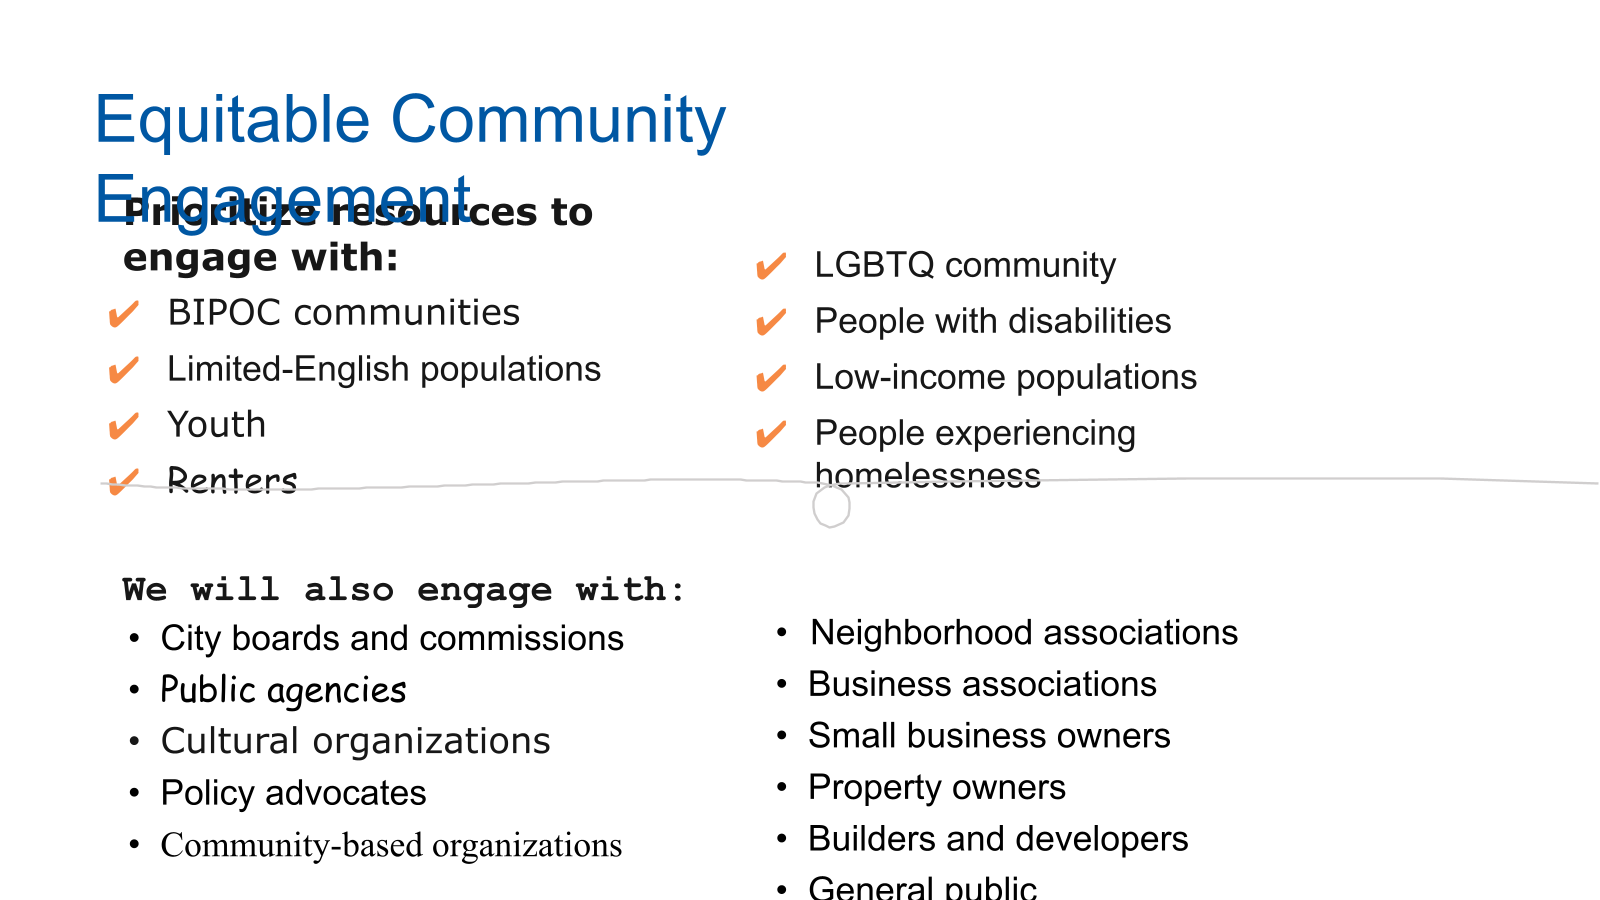 Equitable Community
Engagement
Prioritize resources to
engage with:
✔ BIPOC communities
✔ Limited-English populations
✔ Youth
✔ Renters
✔ LGBTQ community
✔ People with disabilities
✔ Low-income populations
✔ People experiencing
homelessness
We will also engage with:
• City boards and commissions
• Public agencies
• Cultural organizations
• Policy advocates
• Community-based organizations
• Neighborhood associations
• Business associations
• Small business owners
• Property owners
• Builders and developers
• General public